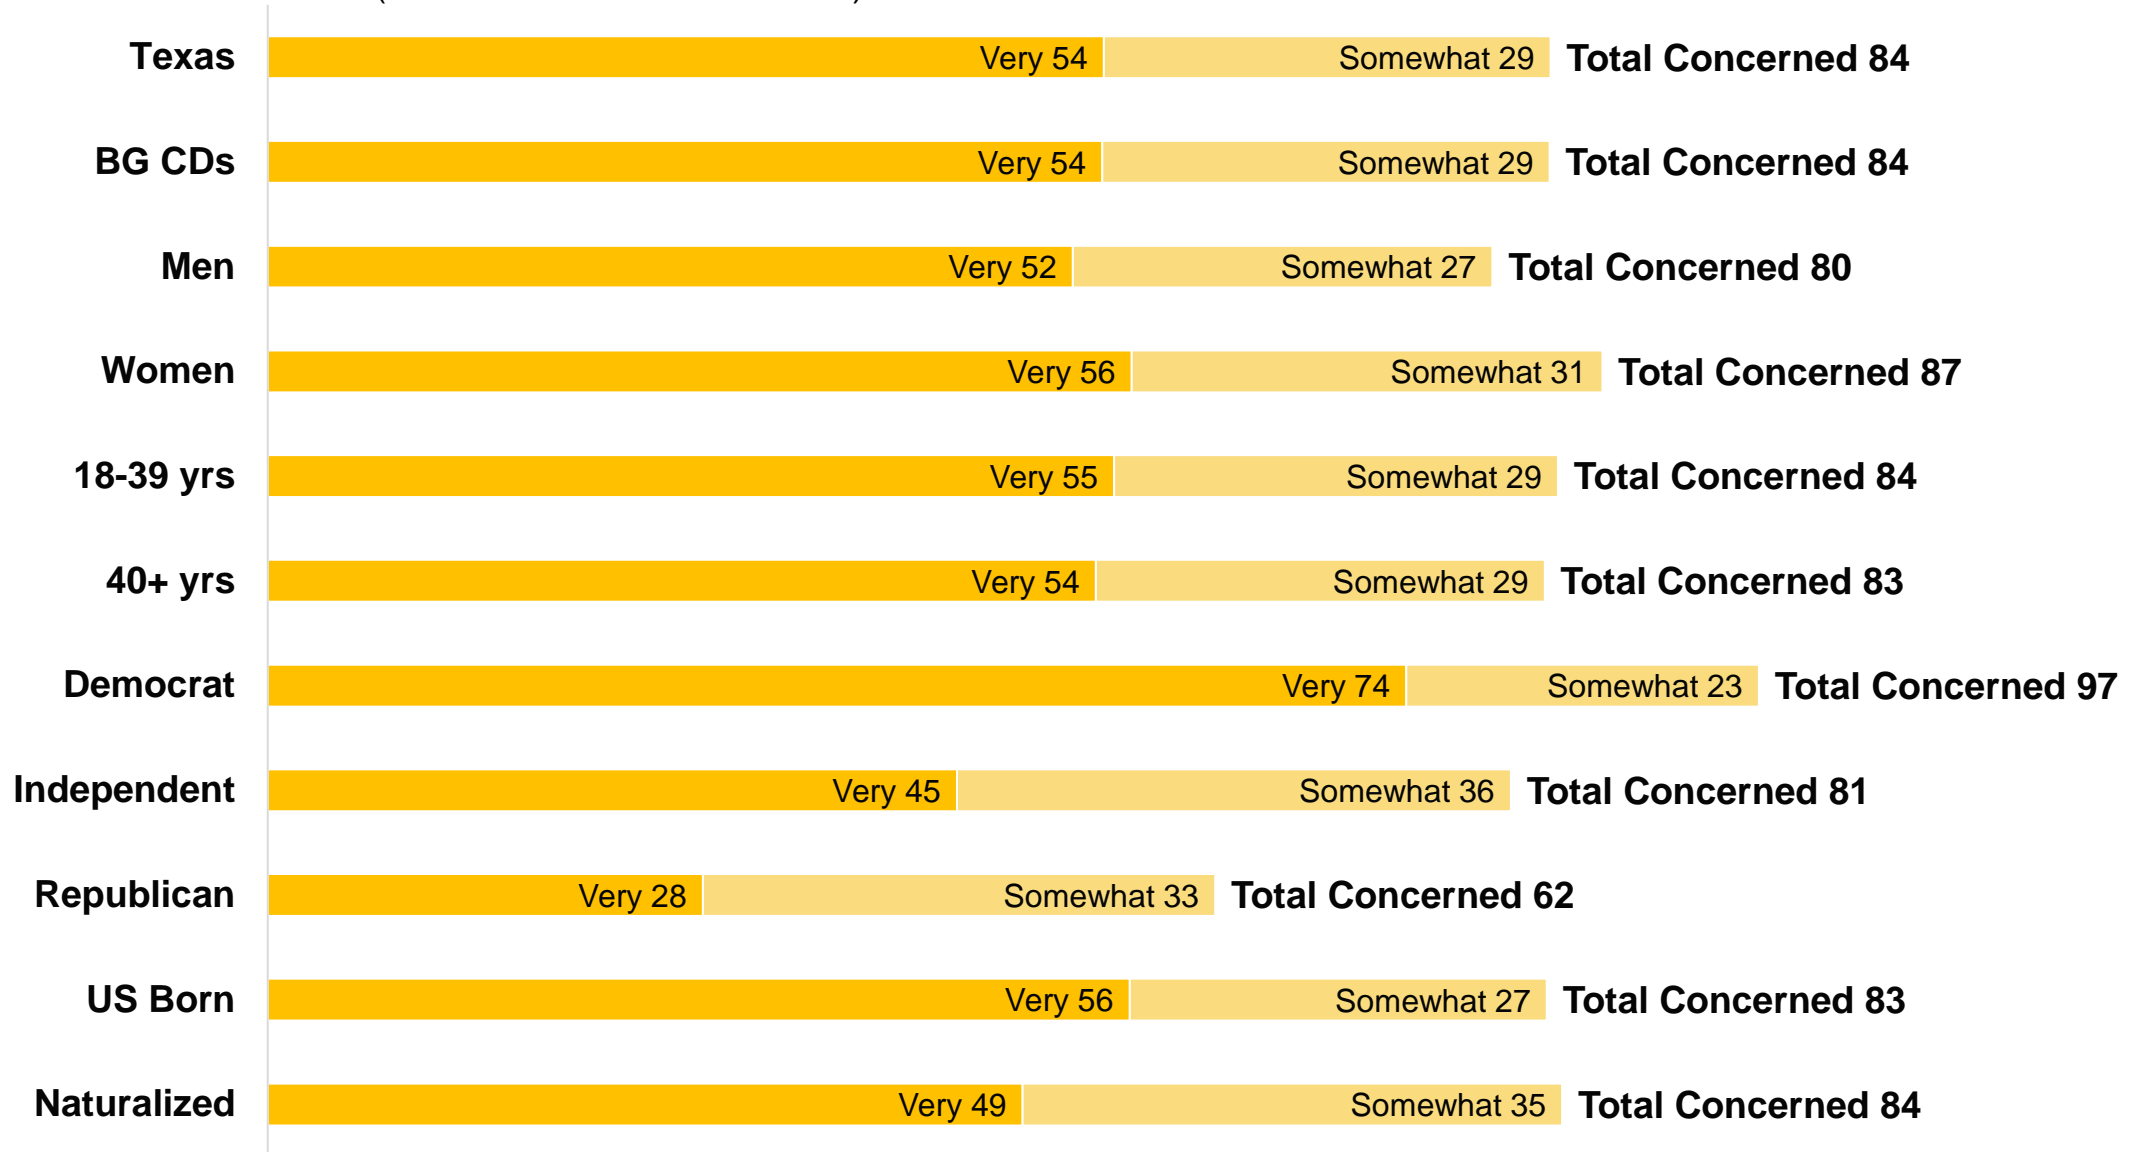 Texas Very 54 Somewhat 29 Total Concerned 84
BG CDs Very 54 Somewhat 29 Total Concerned 84
Men Very 52 Somewhat 27 Total Concerned 80
Women Very 56 Somewhat 31 Total Concerned 87
18-39 yrs Very 55 Somewhat 29 Total Concerned 84
40+ yrs Very 54 Somewhat 29 Total Concerned 83
Democrat Very 74 Somewhat 23 Total Concerned 97
Independent Very 45 Somewhat 36 Total Concerned 81
Republican Very 28 Somewhat 33 Total Concerned 62
US Born Very 56 Somewhat 27 Total Concerned 83
Naturalized Very 49 Somewhat 35 Total Concerned 84